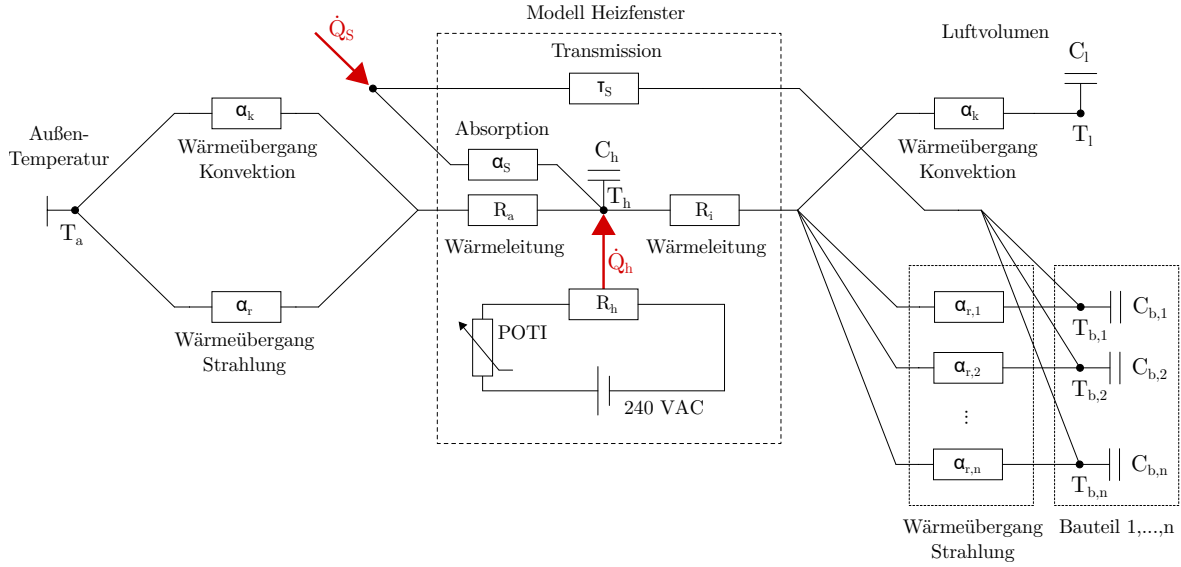 Modell Heizfenster
Q̇S
Transmission
τS
Luftvolumen
Cl
Außen-
Temperatur
αk
Wärmeübergang
Konvektion
Absorption
αS
Ch
Th
αk
Wärmeübergang
Konvektion
Tl
Ta
Ra
Wärmeleitung
Ri
Wärmeleitung
Q̇h
αr
Wärmeübergang
Strahlung
Rh
POTI
240 VAC
αr,1
Tb,1
Cb,1
αr,2
Tb,2
Cb,2
⋮
αr,n
Tb,n
Cb,n
Wärmeübergang
Strahlung
Bauteil 1,...,n